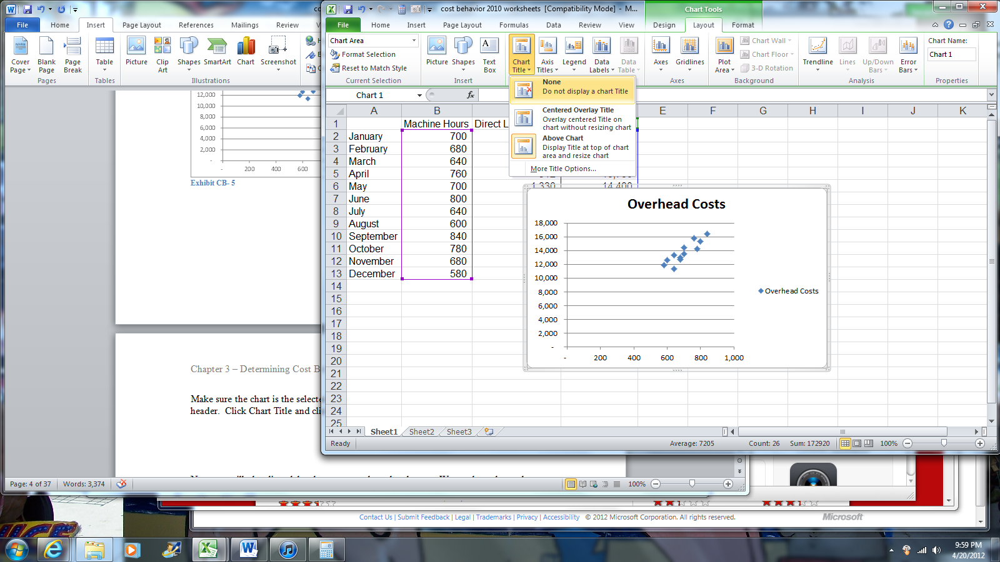 cost behavior 2010 worksheets [Compatibility Mode] - M...
Chart Tools
File Home Insert Page Layout References Mailings Review
Cover Page
Blank Page
Page Break
Pages
Table
Tables
Picture
Clip Art
Shapes
SmartArt
Chart
Screenshot
Illustrations
12,000
10,000
8,000
6,000
4,000
2,000
-
- 200 400 600
Exhibit CB- 5
Chapter 3 – Determining Cost B
Make sure the chart is the selecte
header. Click Chart Title and cli
Page: 4 of 37 Words: 3,374
100%
File Home Insert Page Layout Formulas Data Review View Design Layout Format
Chart Area
Format Selection
Reset to Match Style
Current Selection
Picture
Shapes
Text Box
Insert
Chart Title
Axis Titles
Legend
Data Labels
Data Table
Axes
Gridlines
Axes
Plot Area
Chart Wall
Chart Floor
3-D Rotation
Background
Trendline
Lines
Up/Down Bars
Error Bars
Analysis
Chart Name:
Chart 1
Properties
None
Do not display a chart Title
Centered Overlay Title
Overlay centered Title on
chart without resizing chart
Above Chart
Display Title at top of chart
area and resize chart
More Title Options...
Chart 1
fx
A B E F G H I J K
1 Machine Hours Direct L
2 January 700
3 February 680
4 March 640
5 April 760
6 May 700 1,330 14,400
7 June 800
8 July 640
9 August 600
10 September 840
11 October 780
12 November 680
13 December 580
14
15
16
17
18
19
20
21
22
23
24
25
Overhead Costs
18,000
16,000
14,000
12,000
10,000
8,000
6,000
4,000
2,000
-
- 200 400 600 800 1,000
Overhead Costs
Sheet1 Sheet2 Sheet3
Ready Average: 7205 Count: 26 Sum: 172920 100%
Contact Us | Submit Feedback | Legal | Trademarks | Privacy | Accessibility © 2012 Microsoft Corporation. All rights reserved.
Microsoft
9:59 PM
4/20/2012